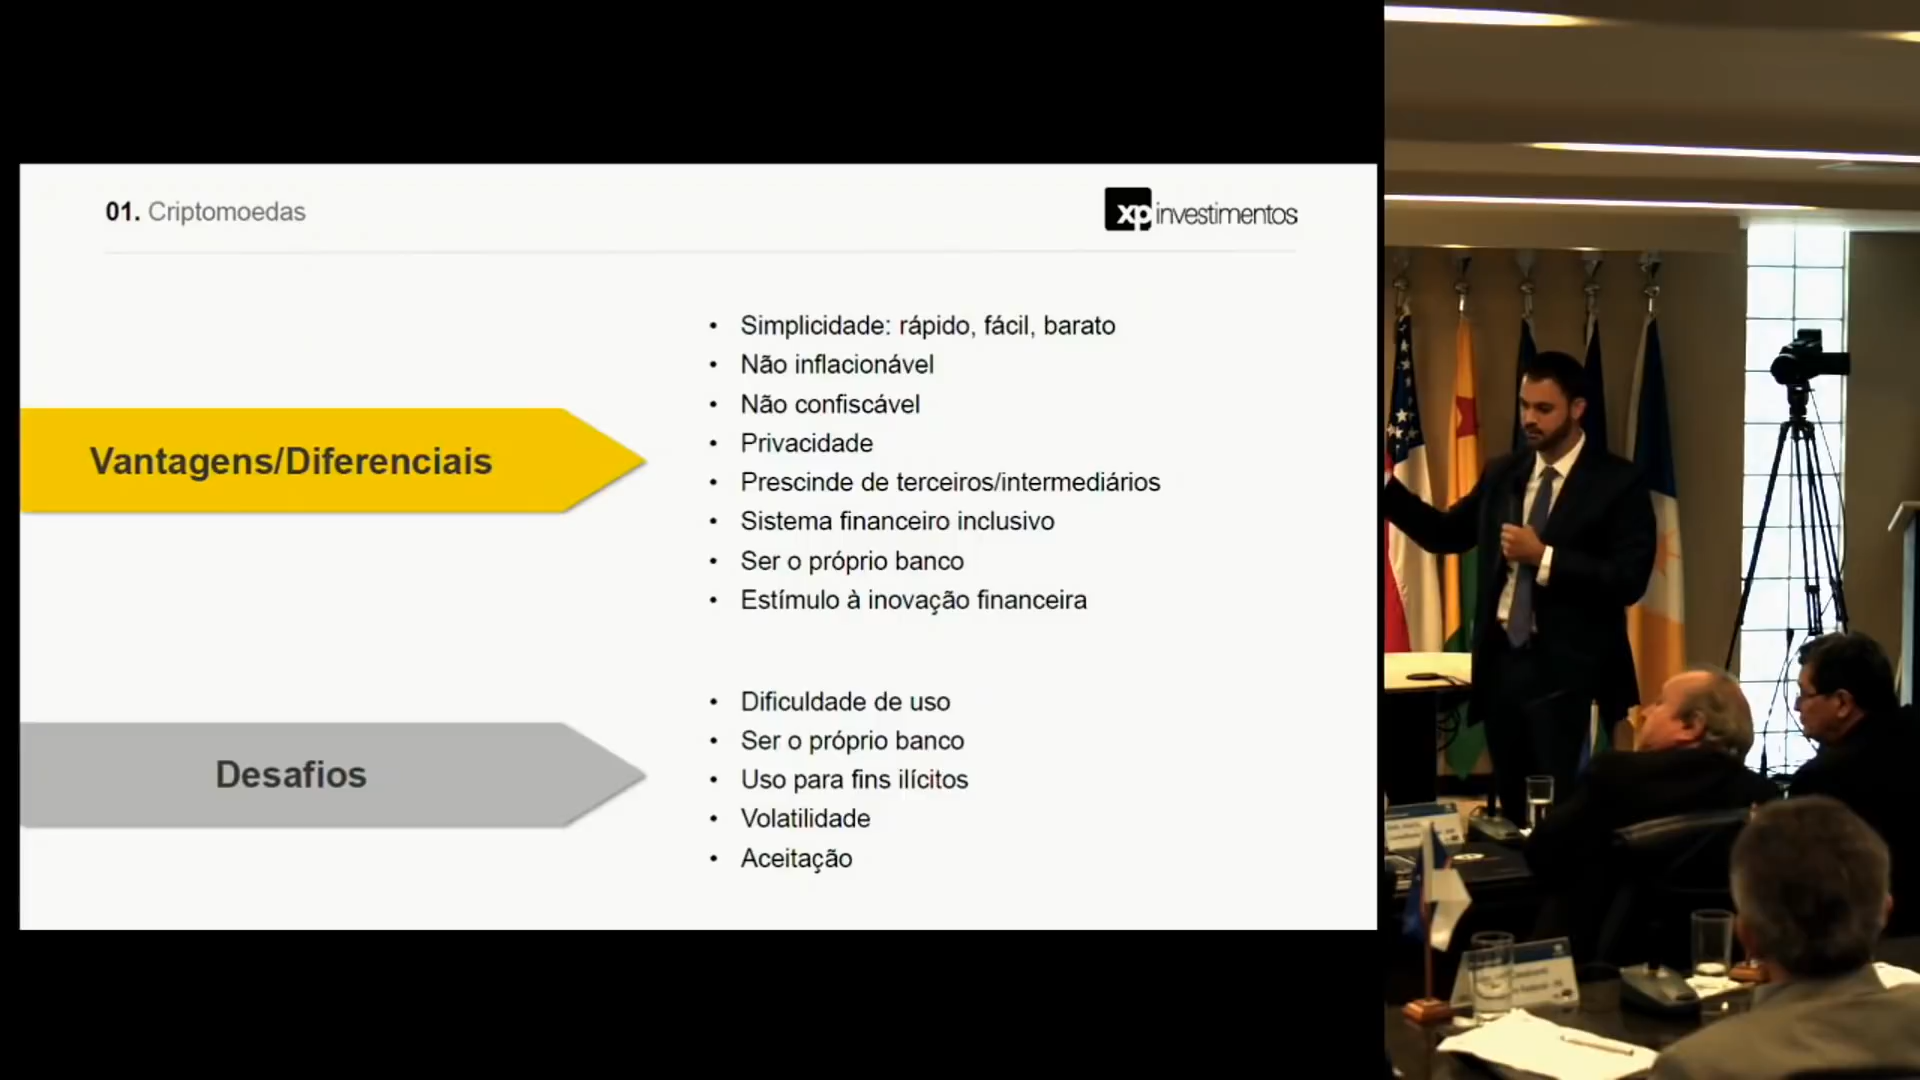 01. Criptomoedas
xp investimentos
Vantagens/Diferenciais
• Simplicidade: rápido, fácil, barato
• Não inflacionável
• Não confiscável
• Privacidade
• Prescinde de terceiros/intermediários
• Sistema financeiro inclusivo
• Ser o próprio banco
• Estímulo à inovação financeira
Desafios
• Dificuldade de uso
• Ser o próprio banco
• Uso para fins ilícitos
• Volatilidade
• Aceitação